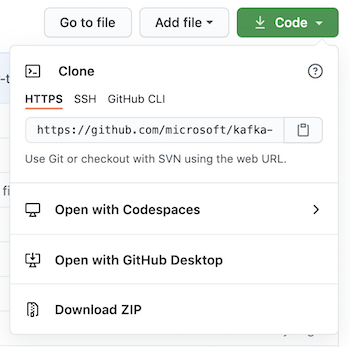 Go to file
Add file
Code
Clone
HTTPS SSH GitHub CLI
https://github.com/microsoft/kafka-
Use Git or checkout with SVN using the web URL.
Open with Codespaces
Open with GitHub Desktop
Download ZIP